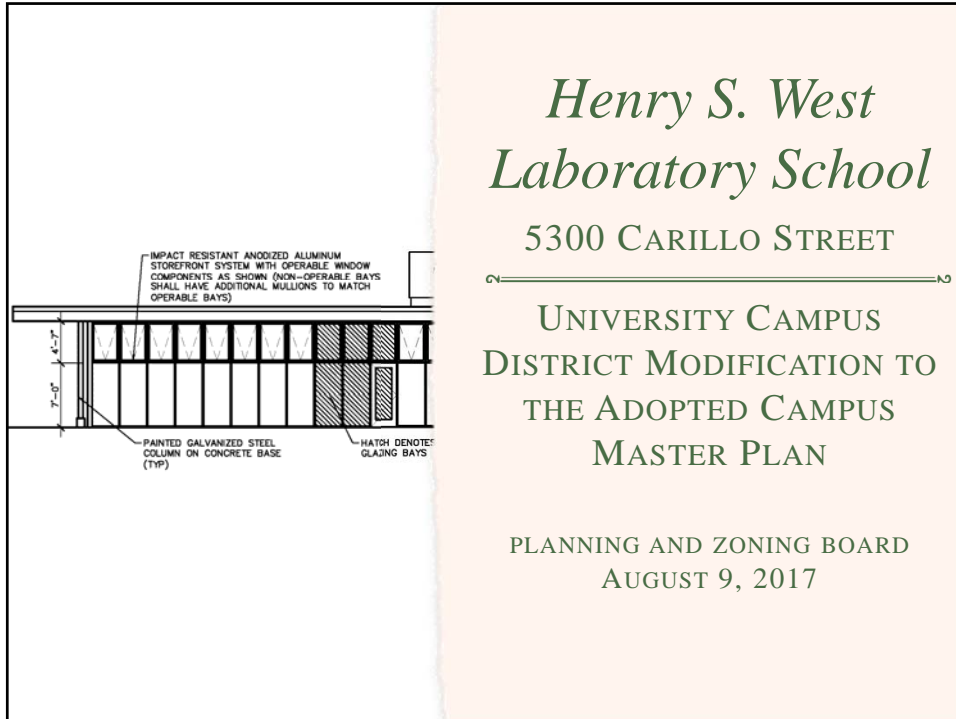 IMPACT RESISTANT ANODIZED ALUMINUM
STOREFRONT SYSTEM WITH OPERABLE WINDOW
COMPONENTS AS SHOWN (NON-OPERABLE BAYS
SHALL HAVE ADDITIONAL MULLIONS TO MATCH
OPERABLE BAYS)
4'-7"
7'-0"
PAINTED GALVANIZED STEEL
COLUMN ON CONCRETE BASE
(TYP)
HATCH DENOTES
GLAZING BAYS
Henry S. West
Laboratory School
5300 CARILLO STREET
UNIVERSITY CAMPUS
DISTRICT MODIFICATION TO
THE ADOPTED CAMPUS
MASTER PLAN
PLANNING AND ZONING BOARD
AUGUST 9, 2017